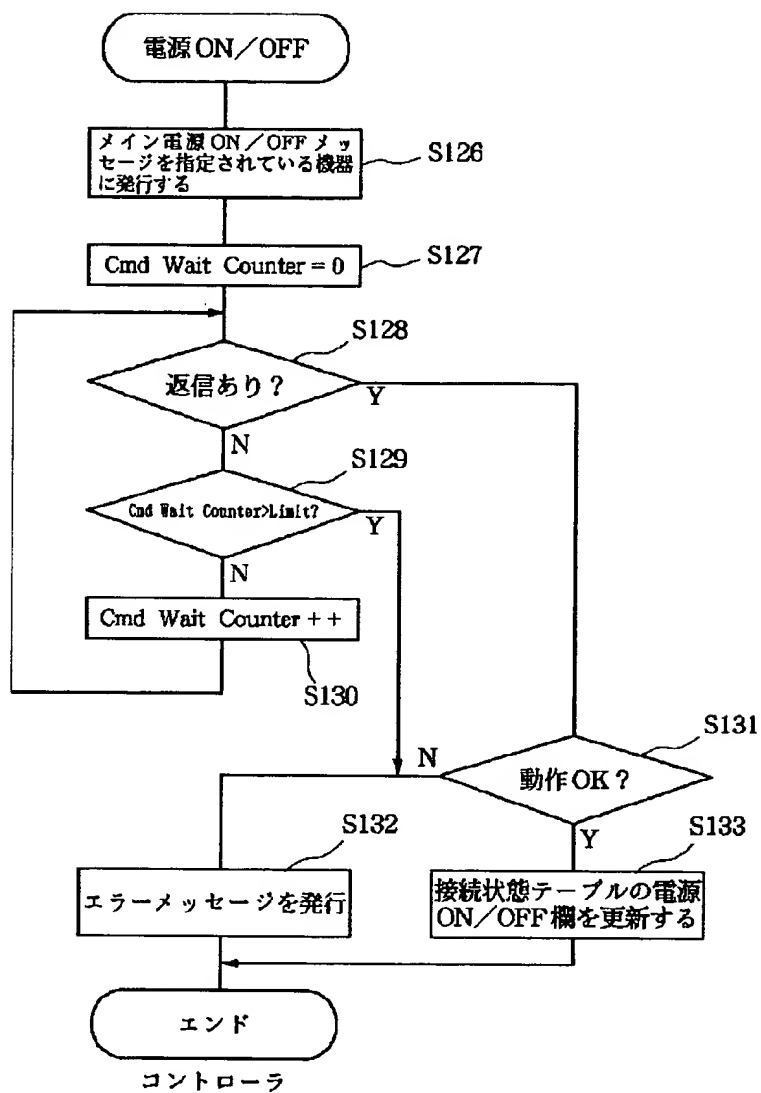 電源ON／OFF
メイン電源ON／OFFメッ
セージを指定されている機器
に発行する
S126
Cmd Wait Counter=0
S127
S128
返信あり？
Y
N
S129
Cmd Wait Counter>Limit?
Y
N
Cmd Wait Counter++
S130
S131
N
動作OK？
Y
S132
S133
エラーメッセージを発行
接続状態テーブルの電源
ON／OFF欄を更新する
エンド
コントローラ